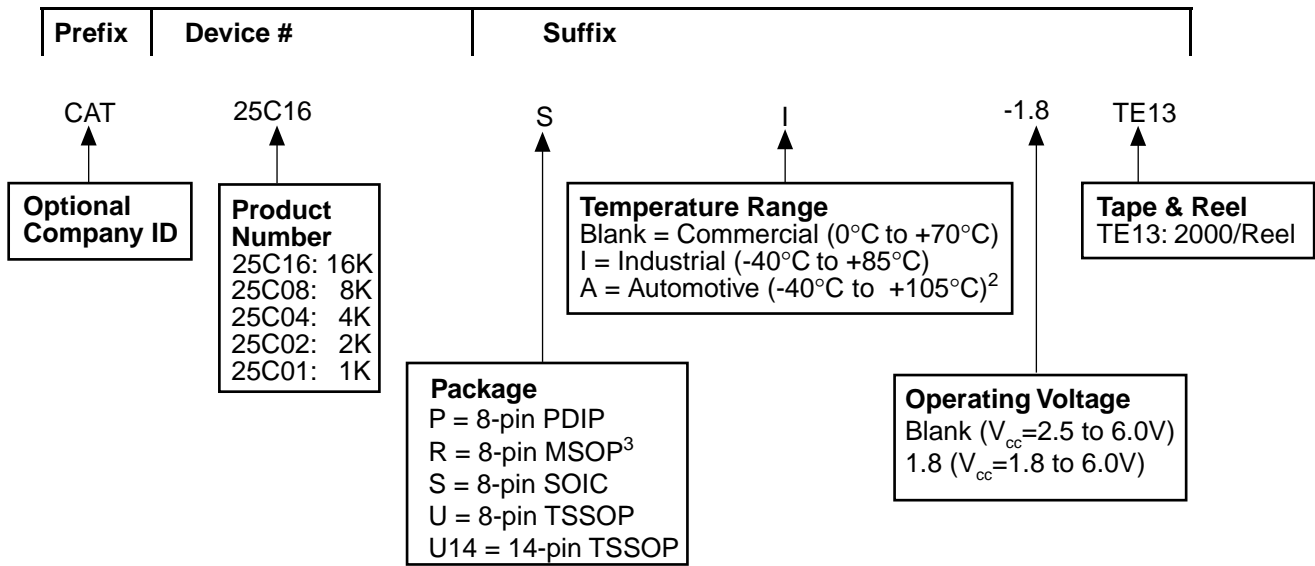 Prefix Device # Suffix
CAT 25C16 S I -1.8 TE13
Optional
Company ID
Product
Number
25C16: 16K
25C08: 8K
25C04: 4K
25C02: 2K
25C01: 1K
Temperature Range
Blank = Commercial (0°C to +70°C)
I = Industrial (-40°C to +85°C)
A = Automotive (-40°C to +105°C)2
Tape & Reel
TE13: 2000/Reel
Package
P = 8-pin PDIP
R = 8-pin MSOP3
S = 8-pin SOIC
U = 8-pin TSSOP
U14 = 14-pin TSSOP
Operating Voltage
Blank (Vcc=2.5 to 6.0V)
1.8 (Vcc=1.8 to 6.0V)